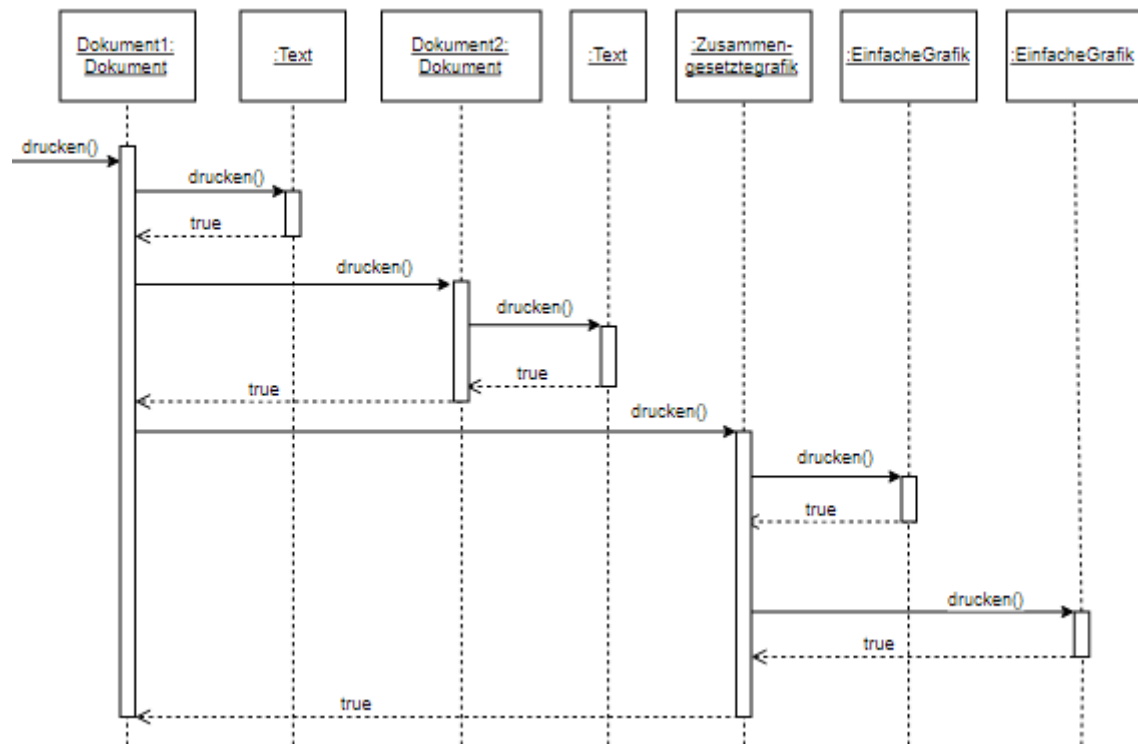 Dokument1:
Dokument
:Text
Dokument2:
Dokument
:Text
:Zusammen-
gesetztegrafik
:EinfacheGrafik
:EinfacheGrafik
drucken()
drucken()
true
drucken()
drucken()
true
true
drucken()
drucken()
true
drucken()
true
true